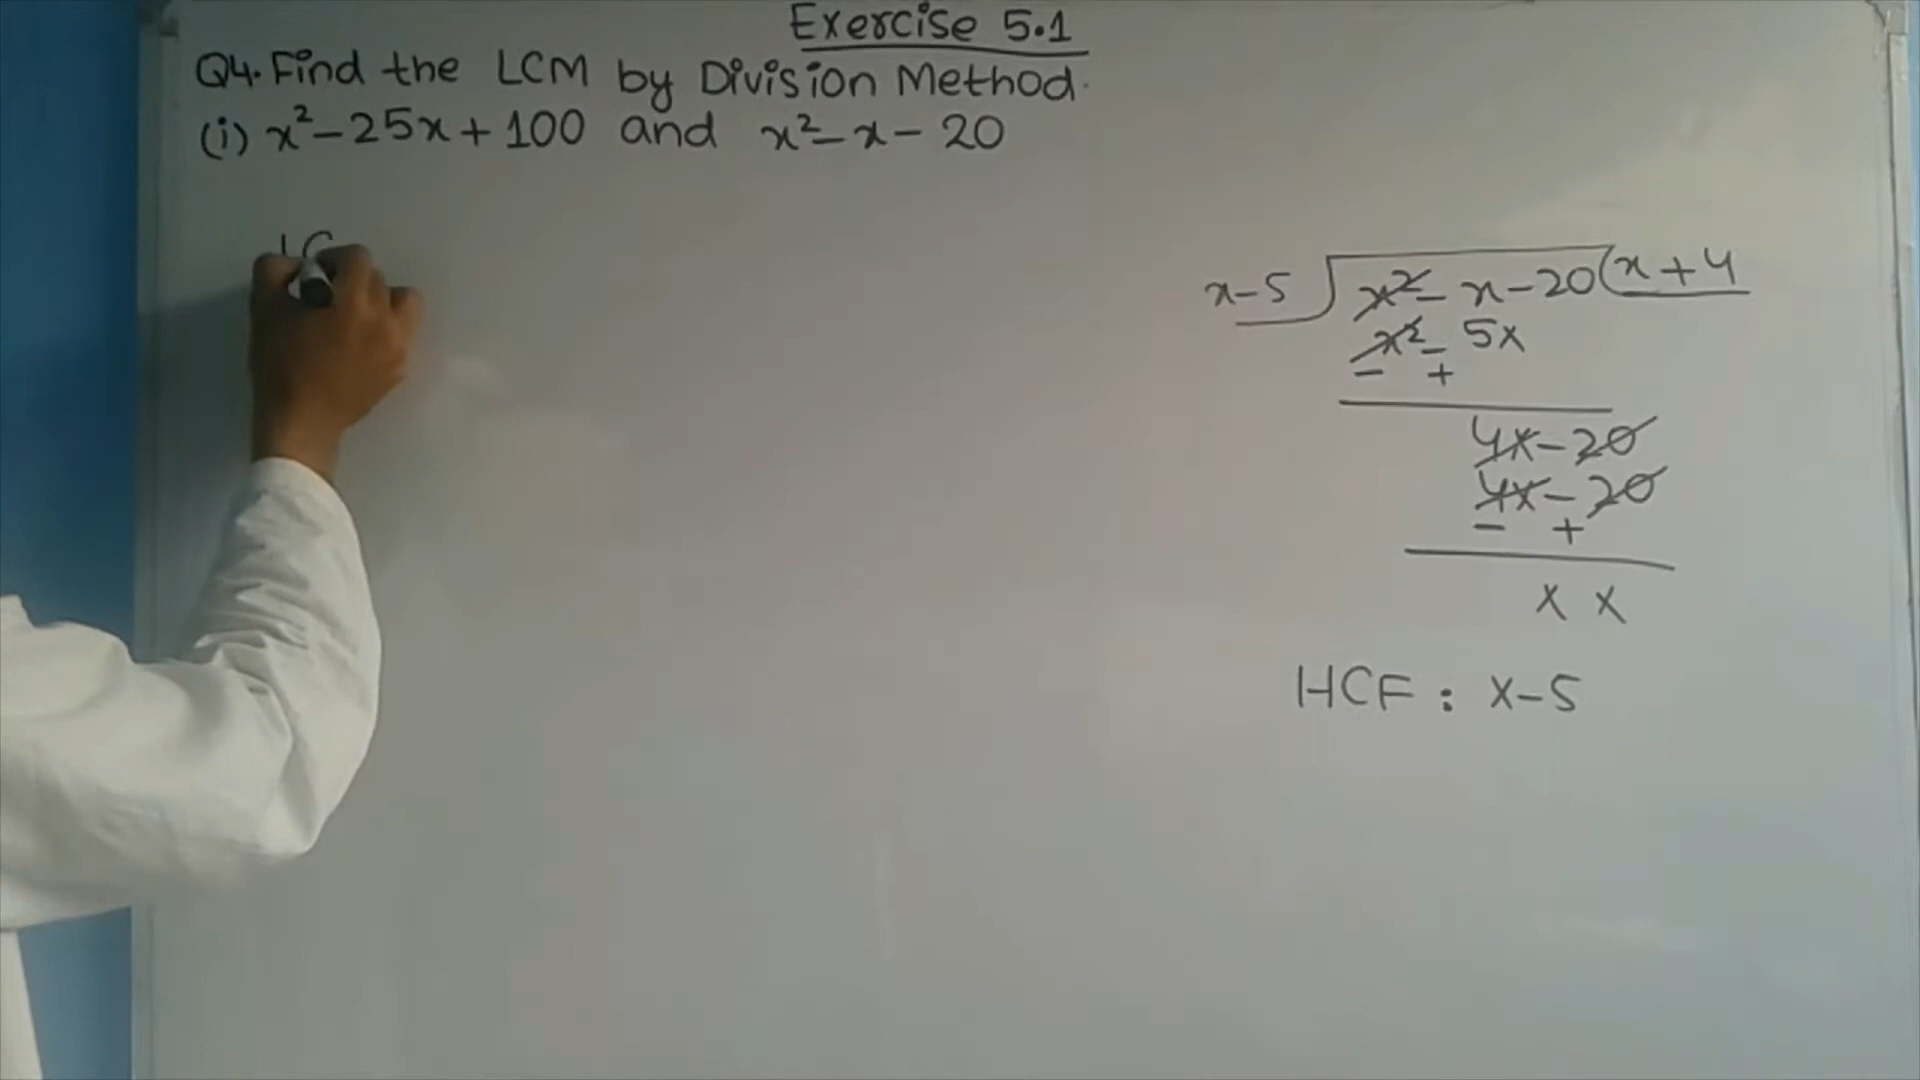 Exercise 5.1
Q4. Find the LCM by Division Method.
(i) x²-25x+100 and x²-x-20
LC
x-5 ) x²-x-20 ( x+4
x²-5x
- +
4x-20
4x-20
- +
x x
HCF : x-5